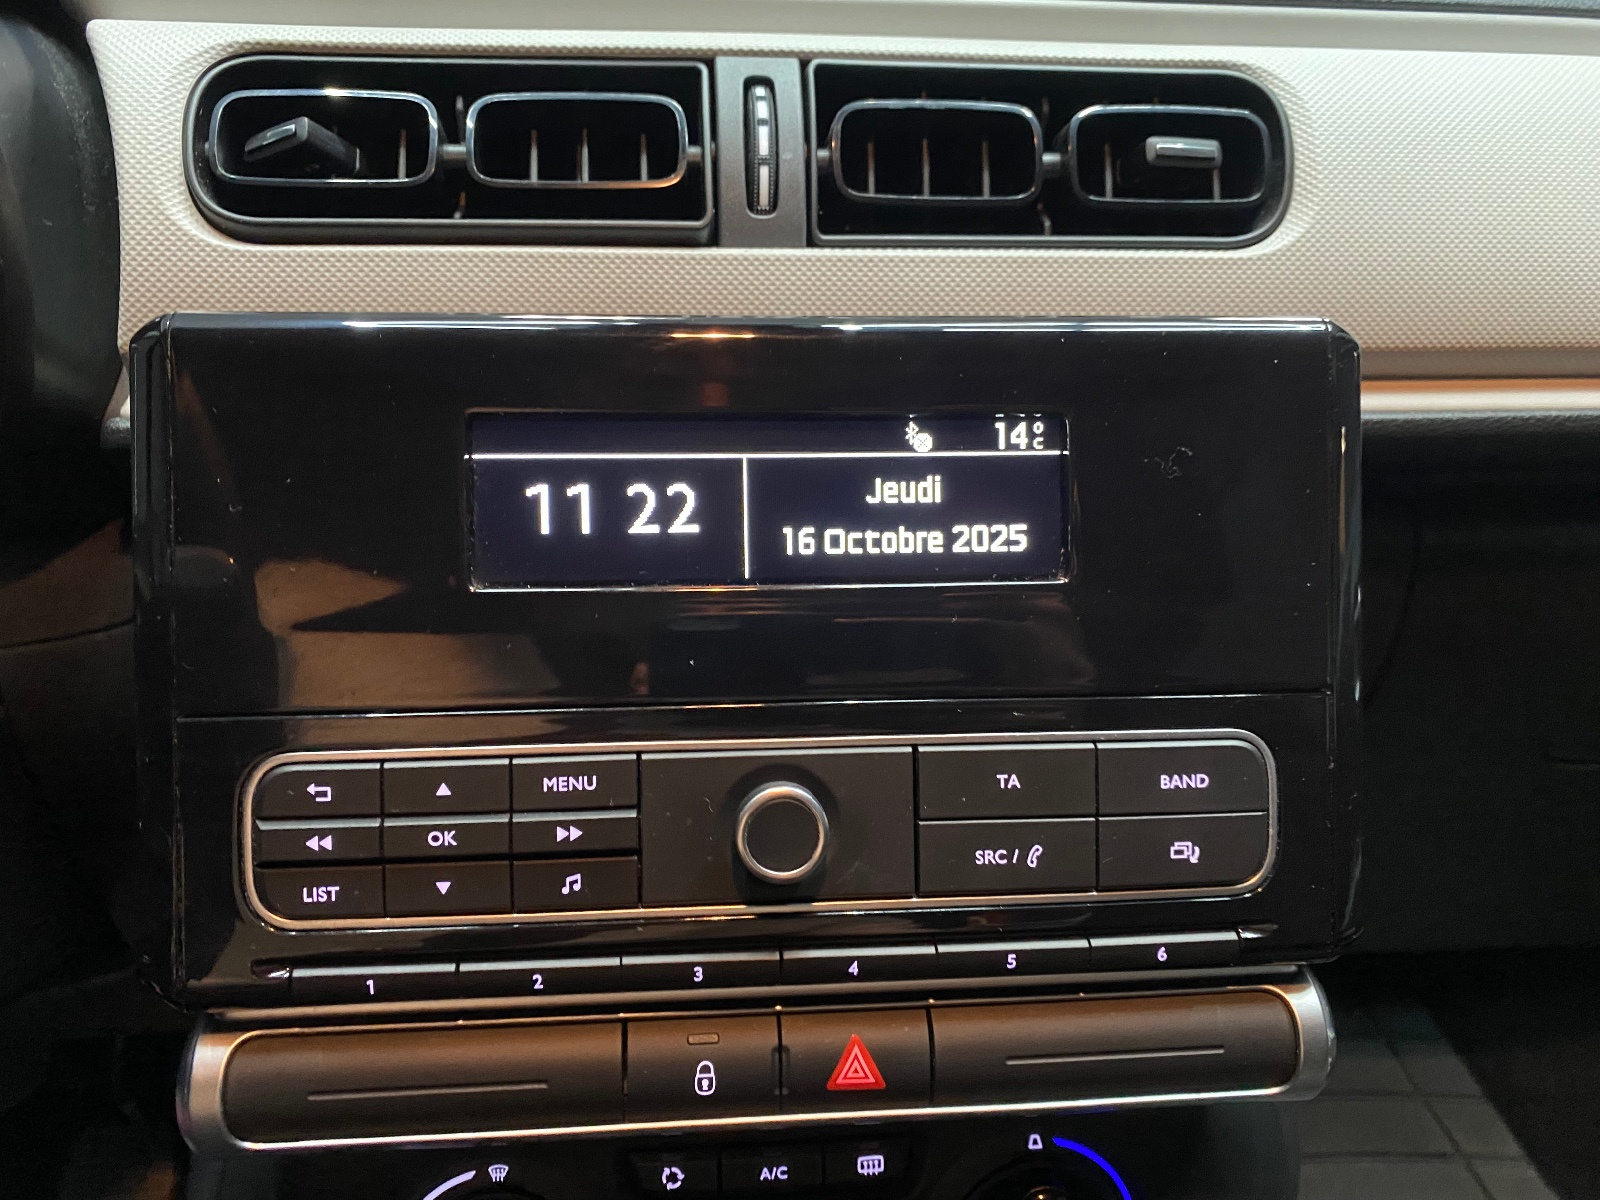 14°C
11 22
Jeudi
16 Octobre 2025
MENU
TA
BAND
OK
SRC /
LIST
1 2 3 4 5 6
A/C